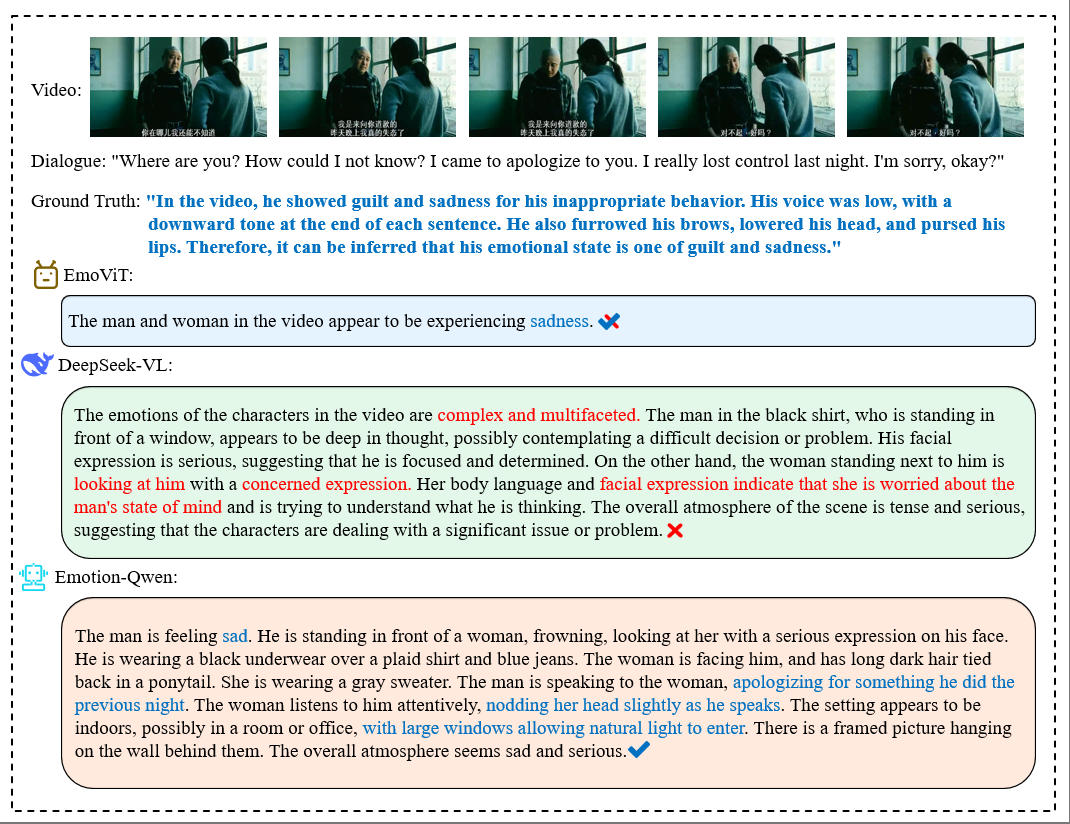 Video:
你在哪儿我还能不知道
我是来向你道歉的
昨天晚上我真的失态了
我是来向你道歉的
昨天晚上我真的失态了
对不起，好吗？
对不起，好吗？
Dialogue: "Where are you? How could I not know? I came to apologize to you. I really lost control last night. I'm sorry, okay?"
Ground Truth: "In the video, he showed guilt and sadness for his inappropriate behavior. His voice was low, with a
downward tone at the end of each sentence. He also furrowed his brows, lowered his head, and pursed his
lips. Therefore, it can be inferred that his emotional state is one of guilt and sadness."
EmoViT:
The man and woman in the video appear to be experiencing sadness.
DeepSeek-VL:
The emotions of the characters in the video are complex and multifaceted. The man in the black shirt, who is standing in
front of a window, appears to be deep in thought, possibly contemplating a difficult decision or problem. His facial
expression is serious, suggesting that he is focused and determined. On the other hand, the woman standing next to him is
looking at him with a concerned expression. Her body language and facial expression indicate that she is worried about the
man's state of mind and is trying to understand what he is thinking. The overall atmosphere of the scene is tense and serious,
suggesting that the characters are dealing with a significant issue or problem.
Emotion-Qwen:
The man is feeling sad. He is standing in front of a woman, frowning, looking at her with a serious expression on his face.
He is wearing a black underwear over a plaid shirt and blue jeans. The woman is facing him, and has long dark hair tied
back in a ponytail. She is wearing a gray sweater. The man is speaking to the woman, apologizing for something he did the
previous night. The woman listens to him attentively, nodding her head slightly as he speaks. The setting appears to be
indoors, possibly in a room or office, with large windows allowing natural light to enter. There is a framed picture hanging
on the wall behind them. The overall atmosphere seems sad and serious.